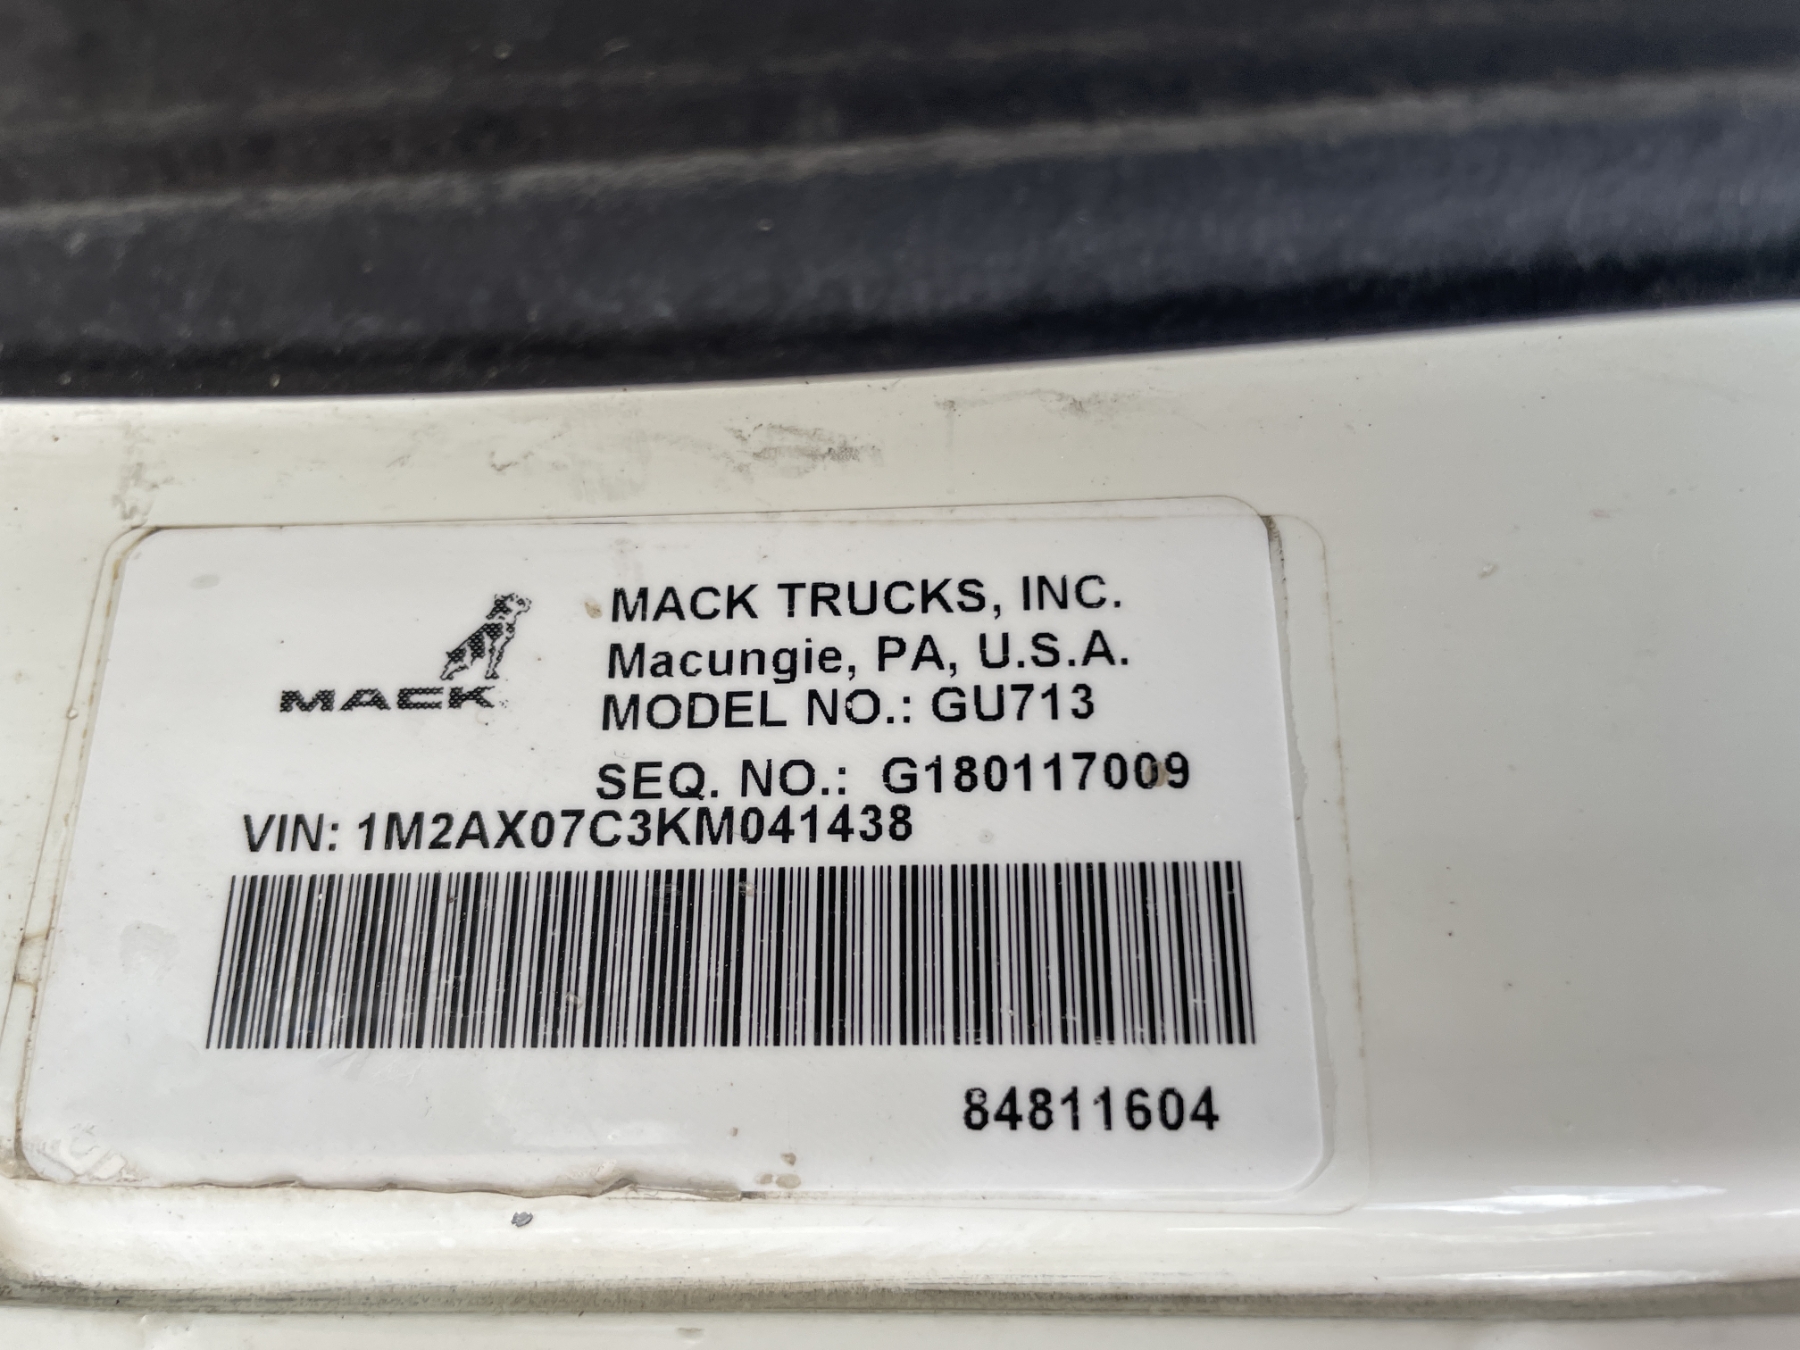 MACK TRUCKS, INC.
Macungie, PA, U.S.A.
MACK
MODEL NO.: GU713
SEQ. NO.: G180117009
VIN: 1M2AX07C3KM041438
84811604